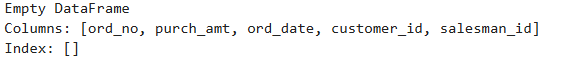 Empty DataFrame
Columns: [ord_no, purch_amt, ord_date, customer_id, salesman_id]
Index: []